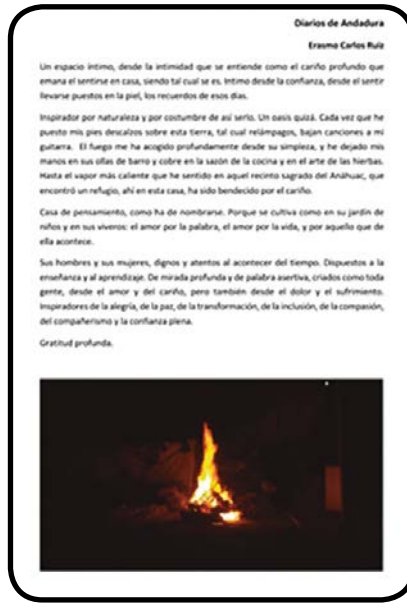 Diarios de Andadura
Erasmo Carlos Ruiz
Un espacio íntimo, desde la intimidad que se entiende como el cariño profundo que
emana el sentirse en casa, siendo tal cual se es. Intimo desde la confianza, desde el sentir
llevarse puestos en la piel, los recuerdos de esos días.
Inspirador por naturaleza y por costumbre de así serlo. Un oasis quizá. Cada vez que he
puesto mis pies descalzos sobre esta tierra, tal cual relámpagos, bajan canciones a mi
guitarra. El fuego me ha acogido profundamente desde su simpleza, y he dejado mis
manos en sus ollas de barro y cobre en la sazón de la cocina y en el arte de las hierbas.
Hasta el vapor más caliente que he sentido en aquel recinto sagrado del Anáhuac, que
encontró un refugio, ahí en esta casa, ha sido bendecido por el cariño.
Casa de pensamiento, como ha de nombrarse. Porque se cultiva como en su jardín de
niños y en sus viveros: el amor por la palabra, el amor por la vida, y por aquello que de
ella acontece.
Sus hombres y sus mujeres, dignos y atentos al acontecer del tiempo. Dispuestos a la
enseñanza y al aprendizaje. De mirada profunda y de palabra asertiva, criados como toda
gente, desde el amor y del cariño, pero también desde el dolor y el sufrimiento.
Inspiradores de la alegría, de la paz, de la transformación, de la inclusión, de la compasión,
del compañerismo y la confianza plena.
Gratitud profunda.